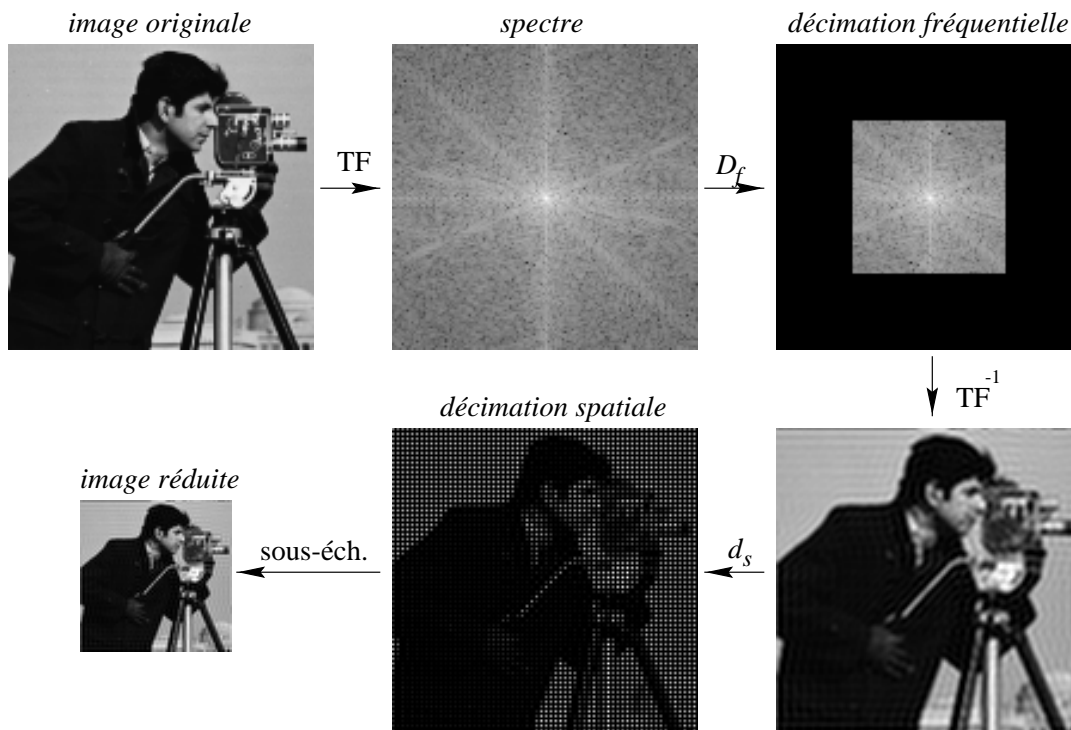 image originale
spectre
décimation fréquentielle
TF
D_f
TF^-1
décimation spatiale
image réduite
sous-éch.
d_s